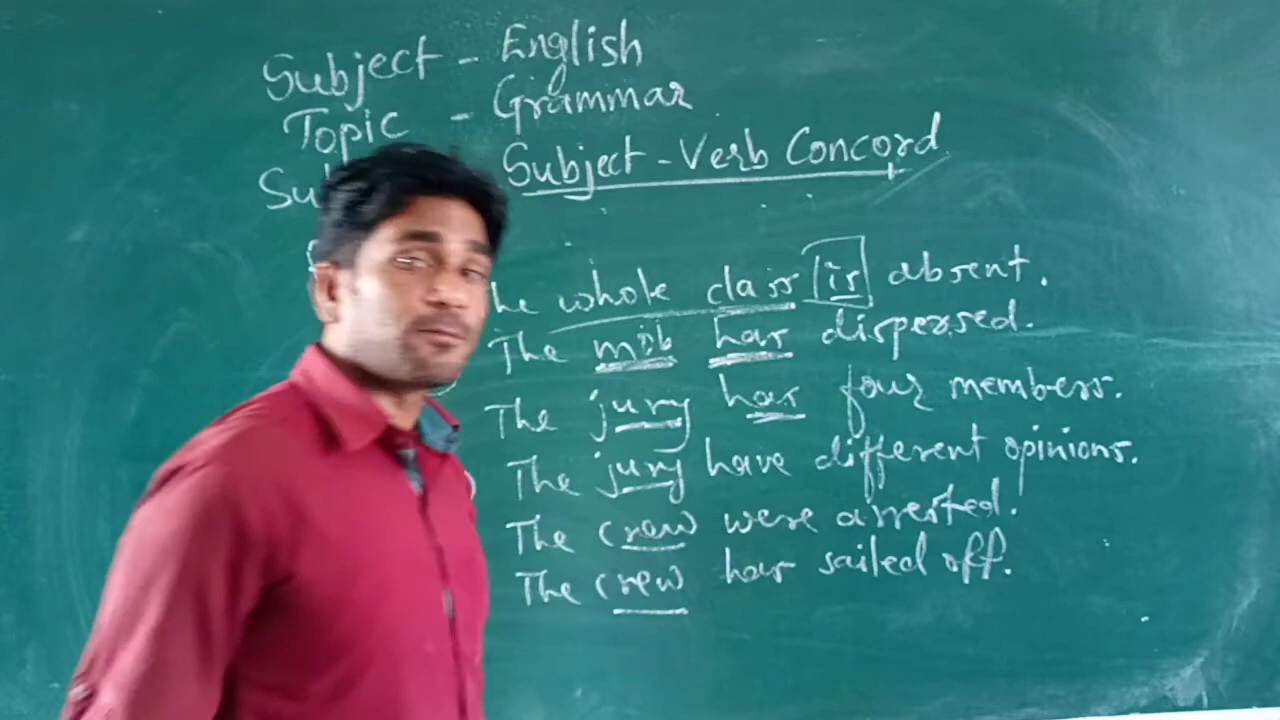 Subject - English
Topic - Grammar
Subject-Verb Concord
whole class is absent.
The mob has dispersed.
The jury has four members.
The jury have different opinions.
The crew were arrested.
The crew has sailed off.